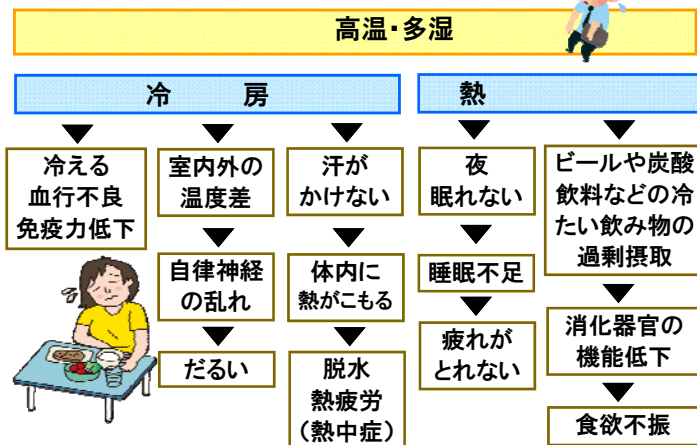 高温・多湿
冷　房
熱
冷える
血行不良
免疫力低下
室内外の
温度差
自律神経
の乱れ
だるい
汗が
かけない
体内に
熱がこもる
脱水
熱疲労
（熱中症）
夜
眠れない
睡眠不足
疲れが
とれない
ビールや炭酸
飲料などの冷
たい飲み物の
過剰摂取
消化器官の
機能低下
食欲不振